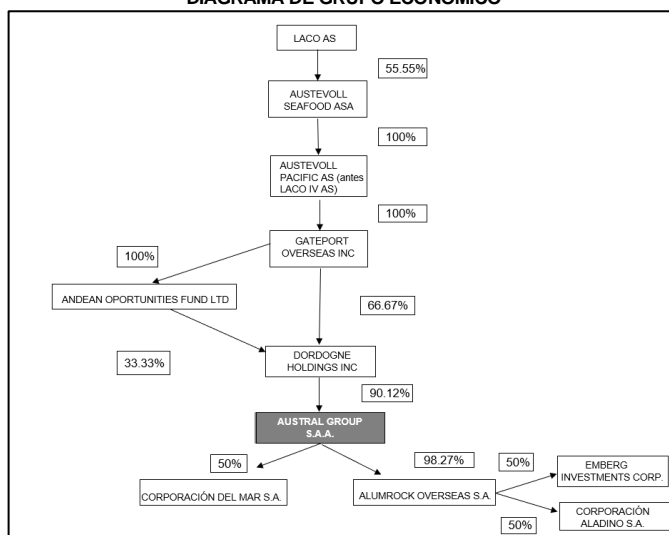 DIAGRAMA DE GRUPO ECONÓMICO
LACO AS
55.55%
AUSTEVOLL
SEAFOOD ASA
100%
AUSTEVOLL
PACIFIC AS (antes
LACO IV AS)
100%
GATEPORT
OVERSEAS INC
100%
ANDEAN OPORTUNITIES FUND LTD
66.67%
33.33%
DORDOGNE
HOLDINGS INC
90.12%
AUSTRAL GROUP
S.A.A.
50%
98.27%
50%
EMBERG
INVESTMENTS CORP.
CORPORACIÓN DEL MAR S.A.
ALUMROCK OVERSEAS S.A.
50%
CORPORACIÓN
ALADINO S.A.